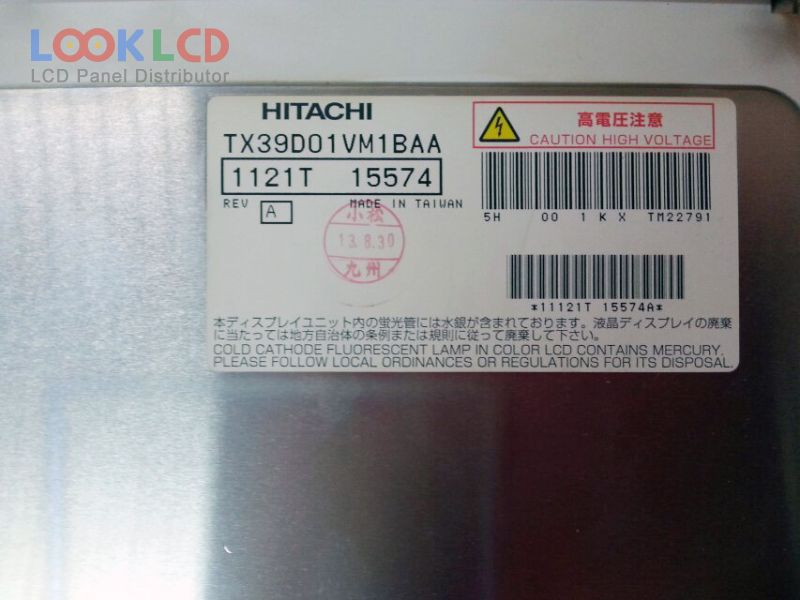 LOOKLCD
LCD Panel Distributor
HITACHI
高電圧注意
CAUTION HIGH VOLTAGE
TX39D01VM1BAA
1121T 15574
REV A MADE IN TAIWAN
5H 00 1 K X TM22791
小松
13.8.30
九州
*11121T 15574A*
本ディスプレイユニット内の蛍光管には水銀が含まれております。液晶ディスプレイの廃棄
に当たっては地方自治体の条例または規則に従って廃棄して下さい。
COLD CATHODE FLUORESCENT LAMP IN COLOR LCD CONTAINS MERCURY.
PLEASE FOLLOW LOCAL ORDINANCES OR REGULATIONS FOR ITS DISPOSAL.